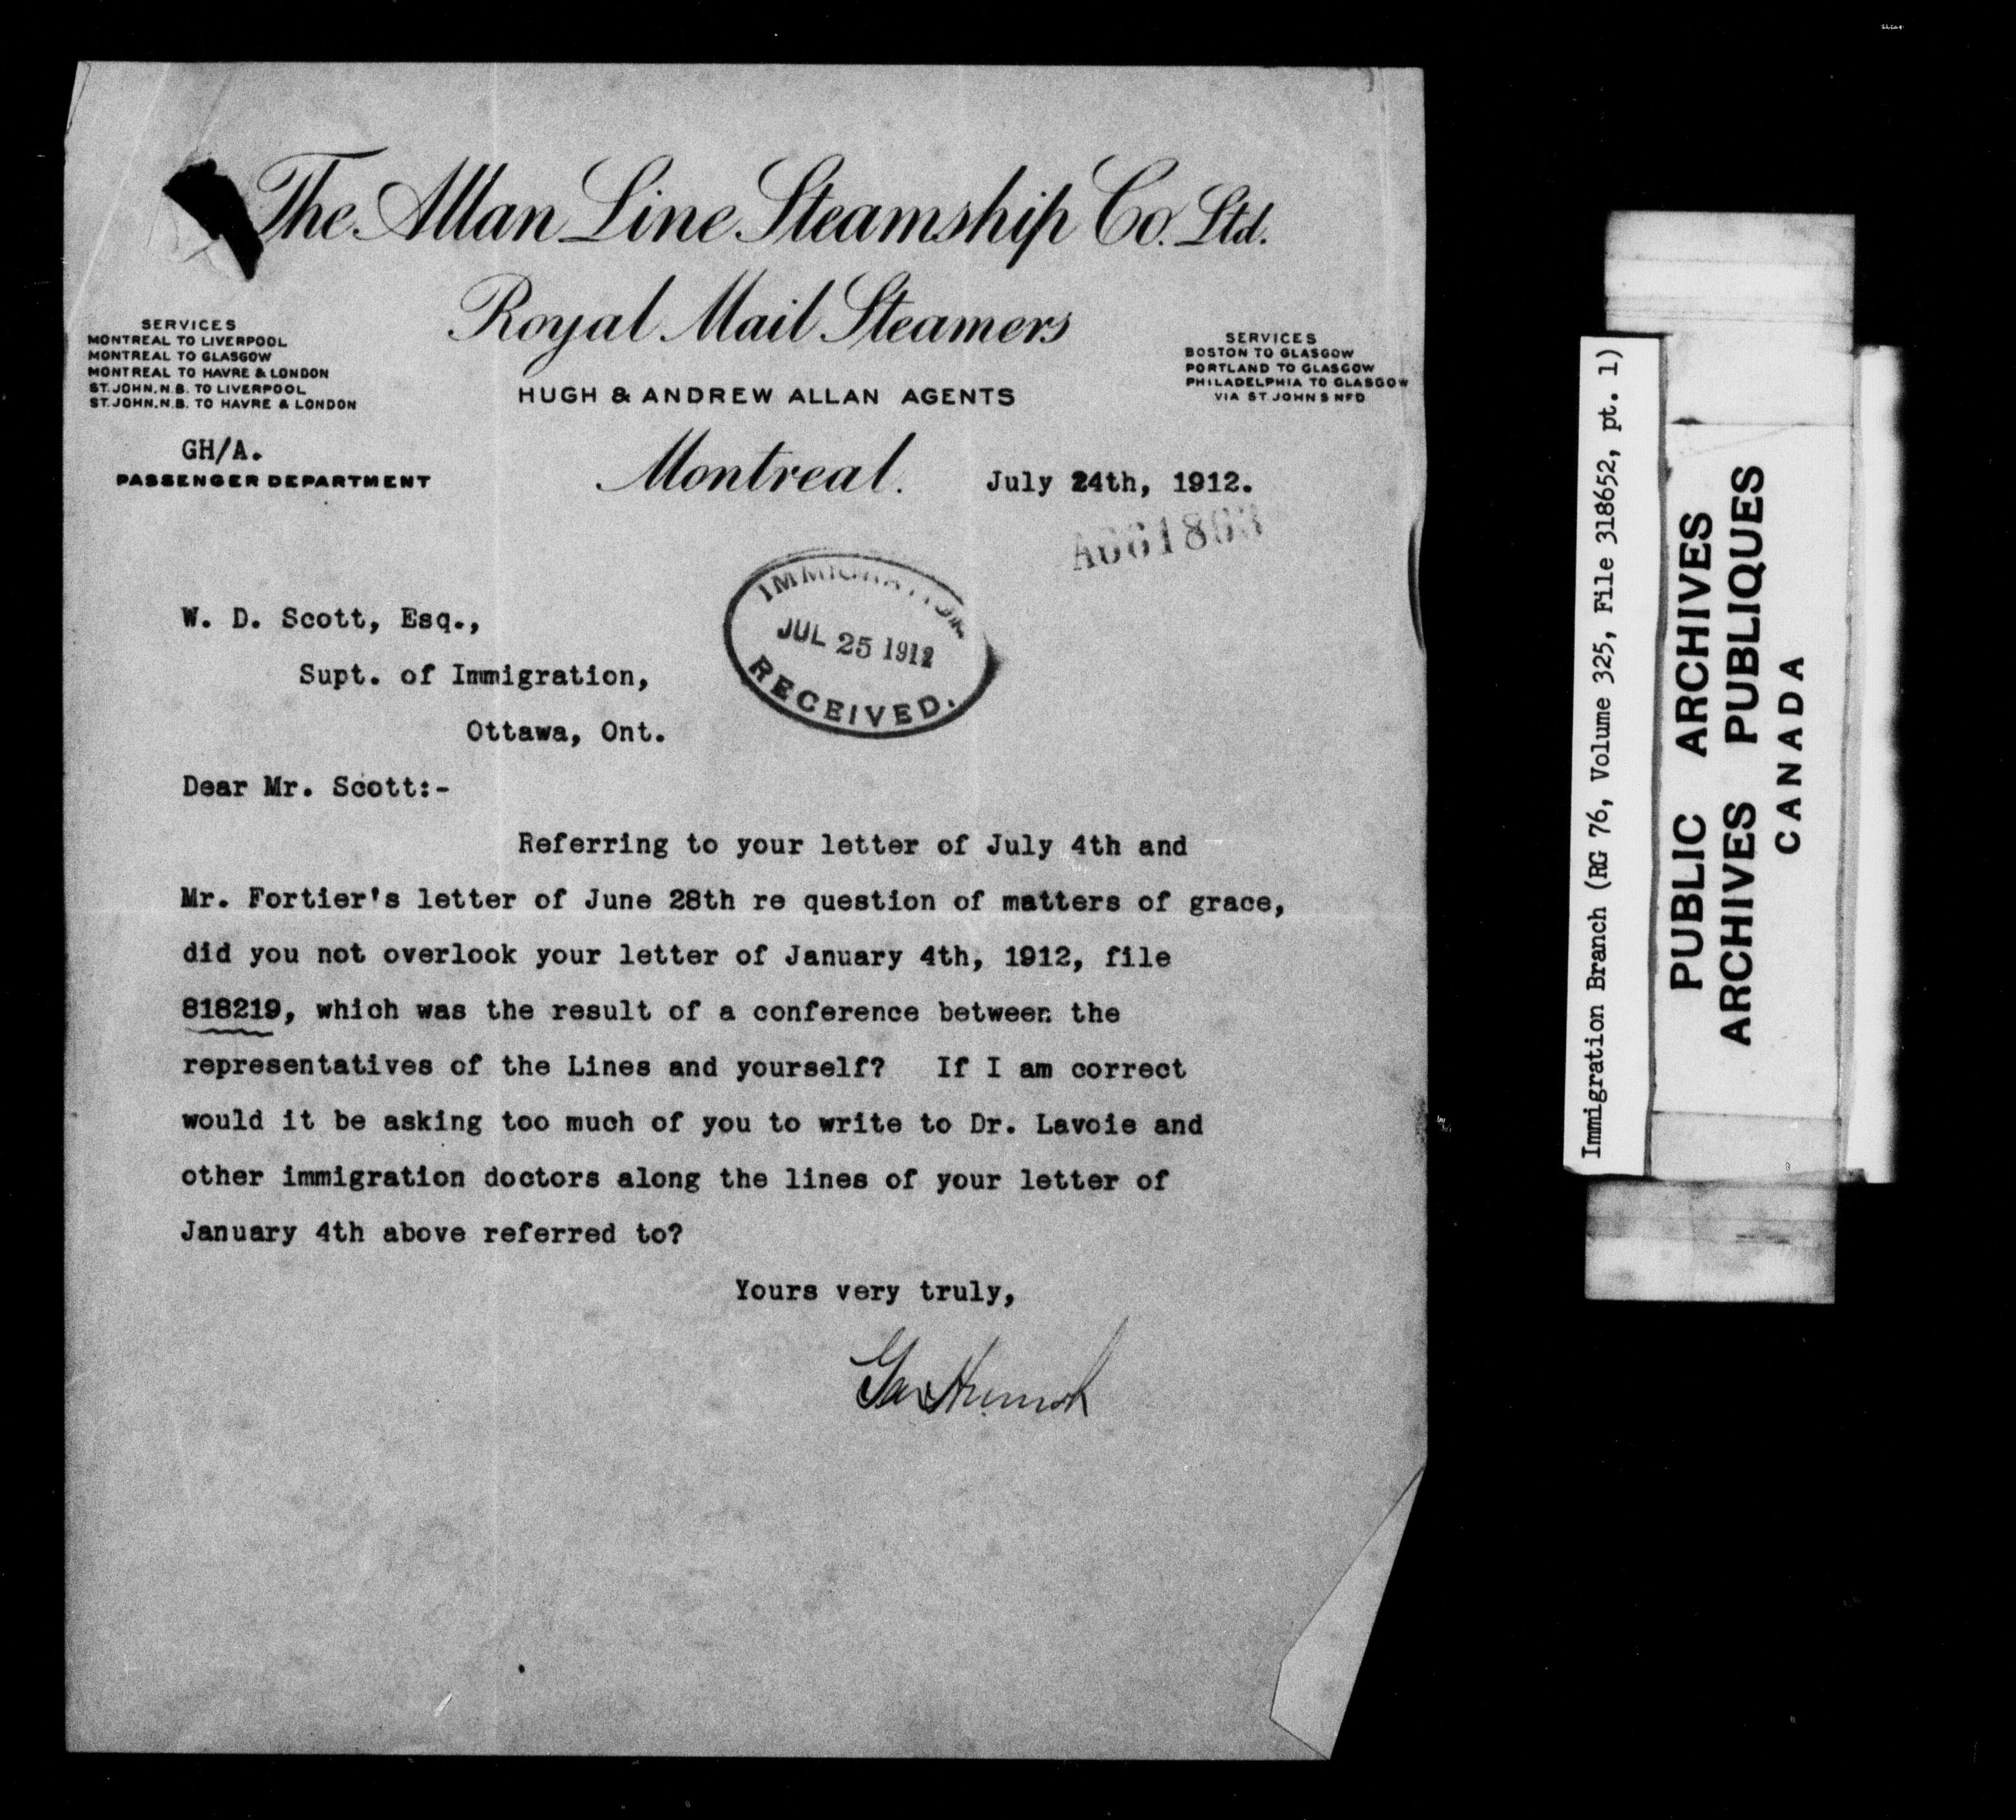 The Allan Line Steamship Co. Ltd.
Royal Mail Steamers
HUGH & ANDREW ALLAN AGENTS
SERVICES
MONTREAL TO LIVERPOOL
MONTREAL TO GLASGOW
MONTREAL TO HAVRE & LONDON
ST. JOHN. N.B. TO LIVERPOOL
ST. JOHN. N.B. TO HAVRE & LONDON
SERVICES
BOSTON TO GLASGOW
PORTLAND TO GLASGOW
PHILADELPHIA TO GLASGOW
VIA ST JOHNS NFD
GH/A.
PASSENGER DEPARTMENT
Montreal. July 24th, 1912.
IMMIGRATION
JUL 25 1912
RECEIVED.
W. D. Scott, Esq.,
Supt. of Immigration,
Ottawa, Ont.
Dear Mr. Scott:-
Referring to your letter of July 4th and
Mr. Fortier's letter of June 28th re question of matters of grace,
did you not overlook your letter of January 4th, 1912, file
818219, which was the result of a conference between the
representatives of the Lines and yourself? If I am correct
would it be asking too much of you to write to Dr. Lavoie and
other immigration doctors along the lines of your letter of
January 4th above referred to?
Yours very truly,
Immigration Branch (RG 76, Volume 325, File 318652, pt. 1)
PUBLIC ARCHIVES
ARCHIVES PUBLIQUES
CANADA